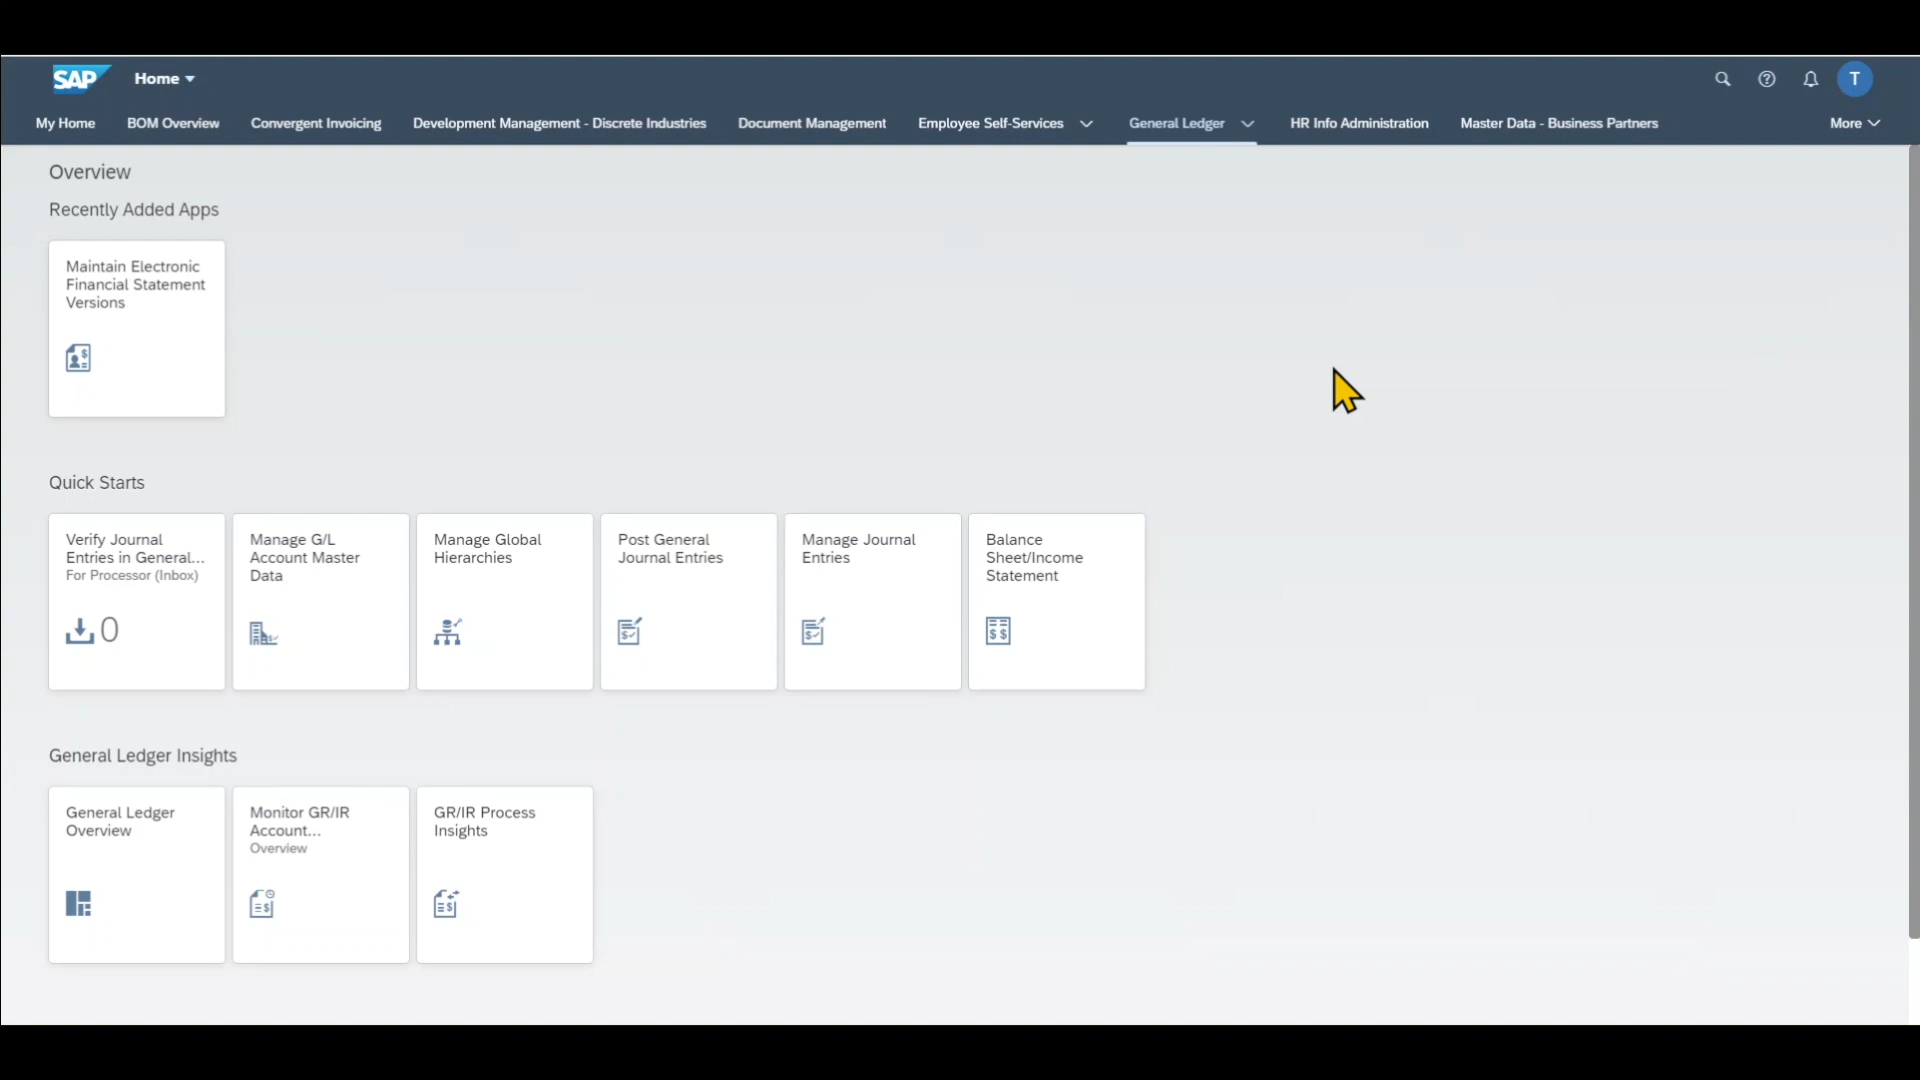 SAP Home
T
My Home BOM Overview Convergent Invoicing Development Management - Discrete Industries Document Management Employee Self-Services General Ledger HR Info Administration Master Data - Business Partners More
Overview
Recently Added Apps
Maintain Electronic
Financial Statement
Versions
Quick Starts
Verify Journal
Entries in General...
For Processor (Inbox)
0
Manage G/L
Account Master
Data
Manage Global
Hierarchies
Post General
Journal Entries
Manage Journal
Entries
Balance
Sheet/Income
Statement
General Ledger Insights
General Ledger
Overview
Monitor GR/IR
Account...
Overview
GR/IR Process
Insights